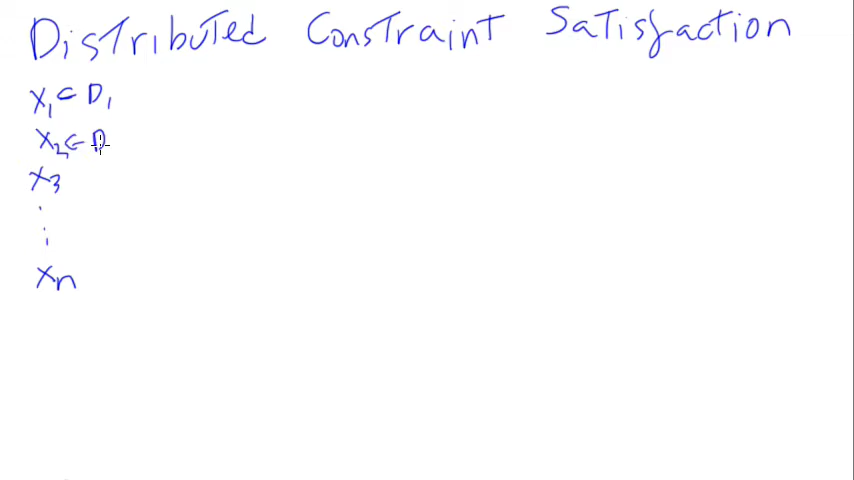 Distributed Constraint Satisfaction
x₁ ∈ D₁
x₂ ∈ D
x₃
⋮
xₙ